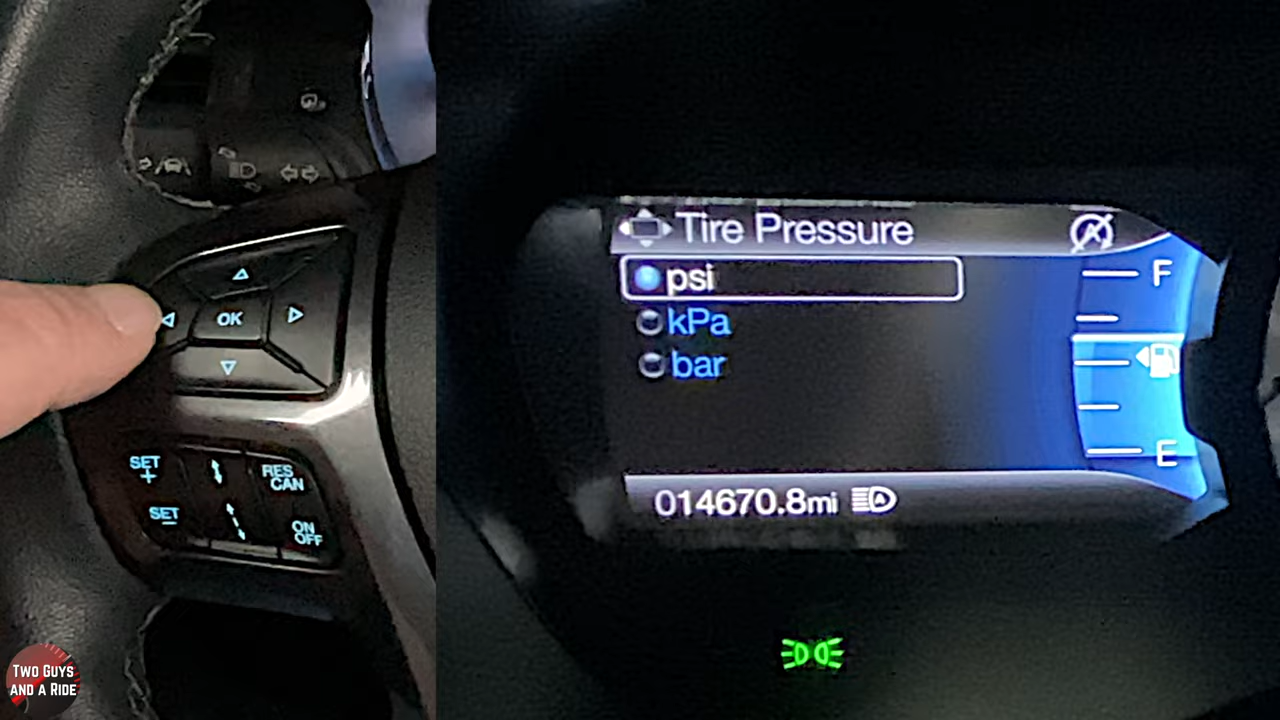 OK
SET
+
RES
CAN
SET
−
ON
OFF
TWO GUYS
AND A RIDE
Tire Pressure
A
psi
kPa
bar
F
E
014670.8mi
A